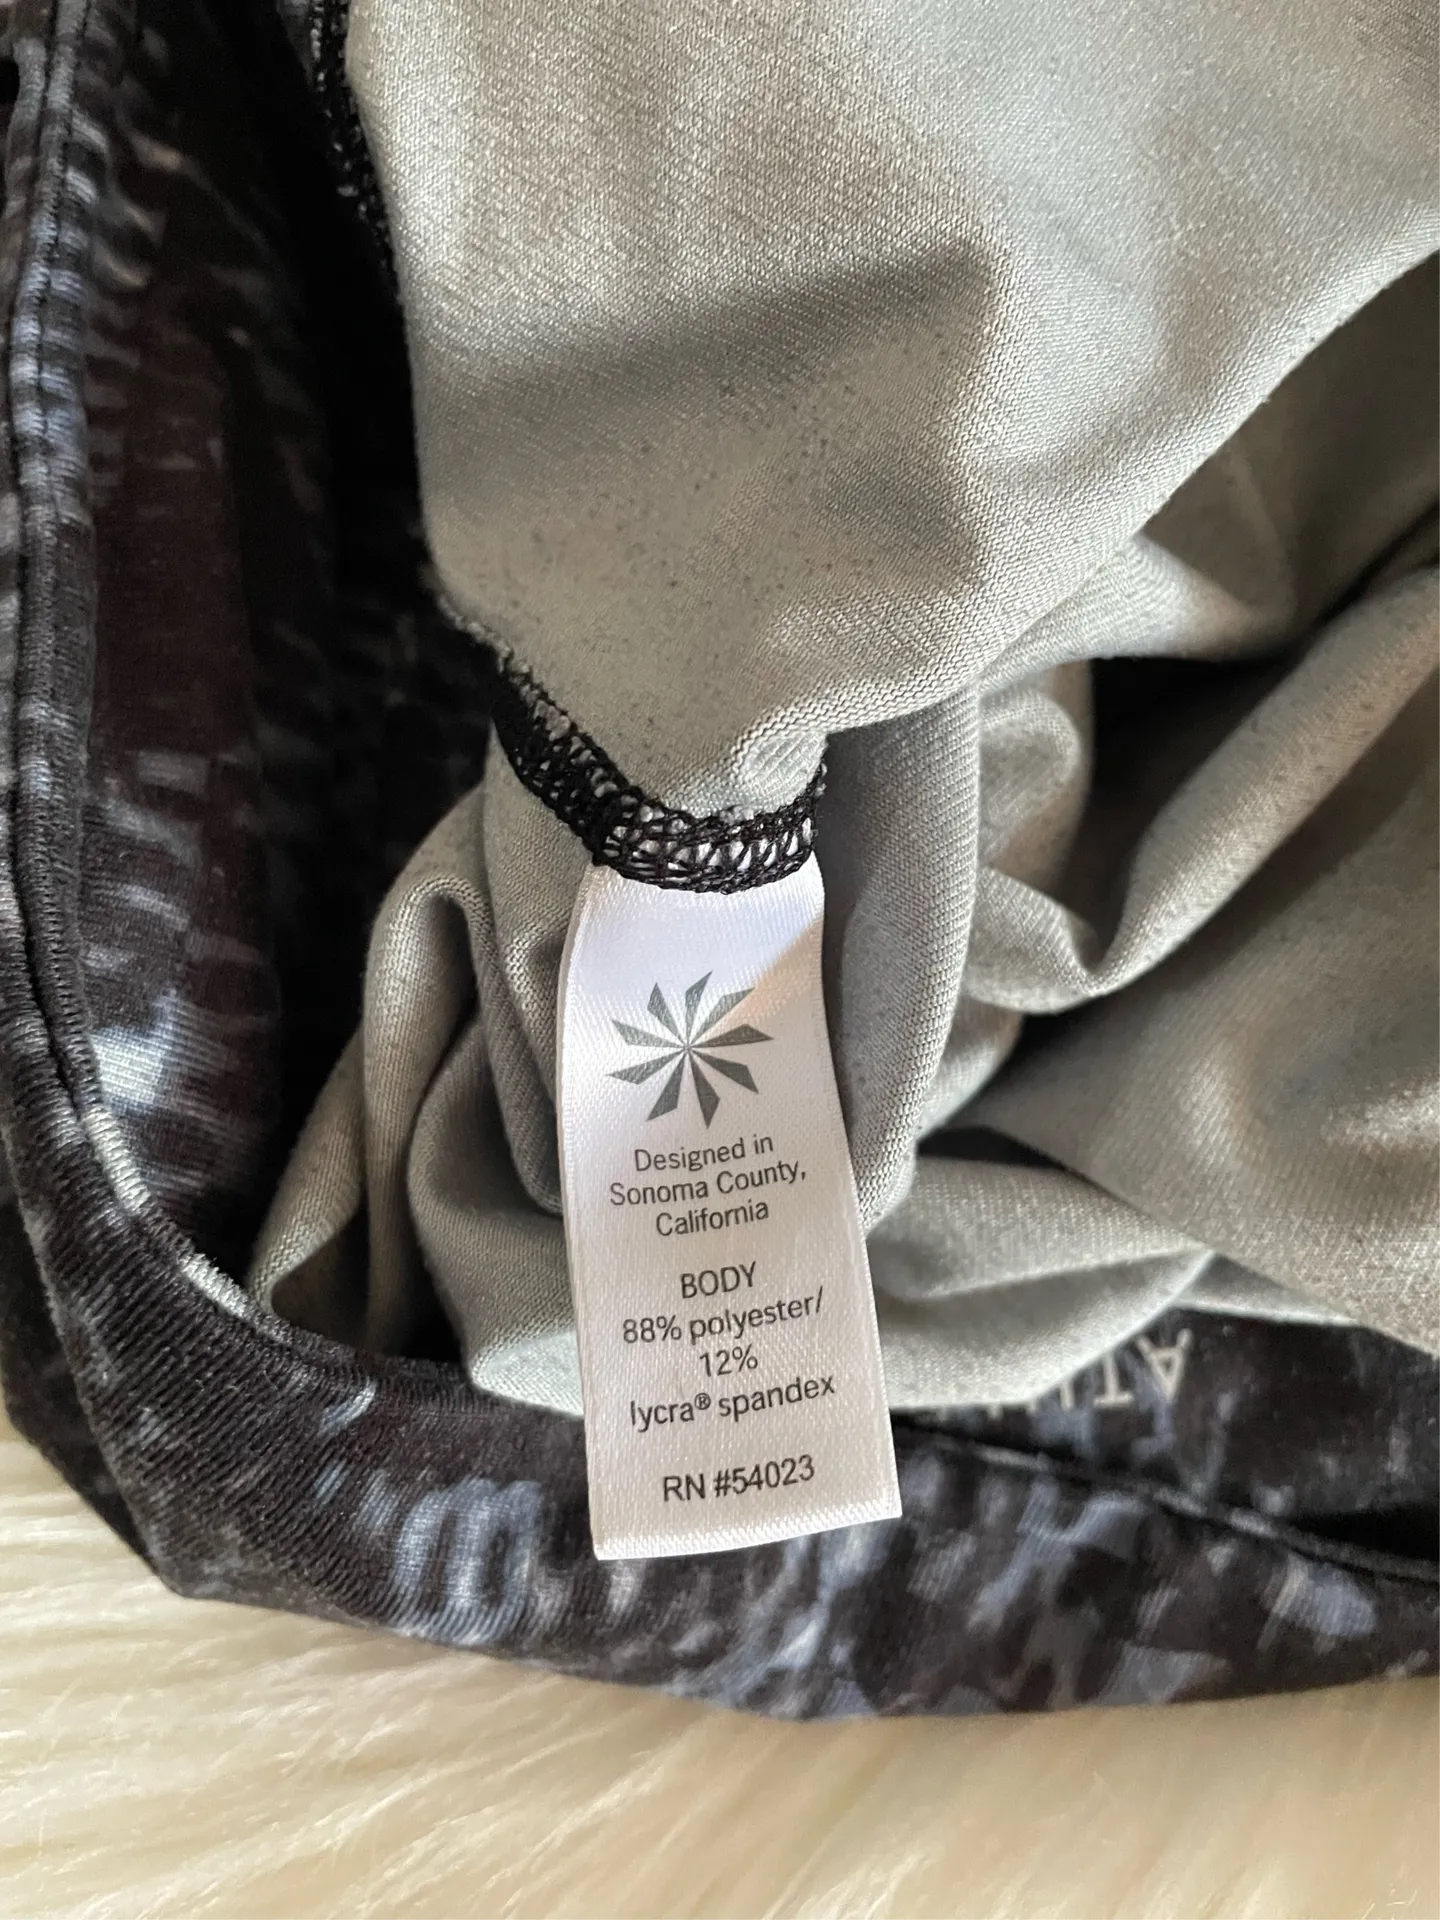 Designed in
Sonoma County,
California
BODY
88% polyester/
12%
lycra® spandex
RN #54023